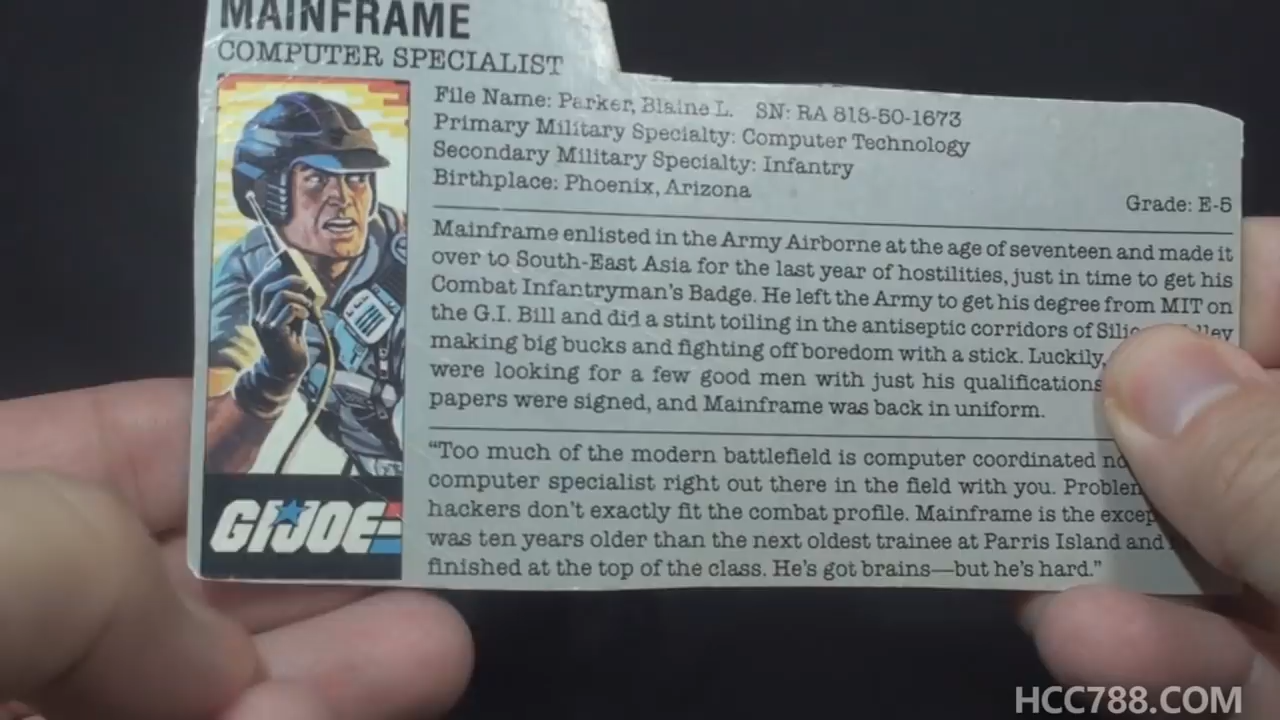 MAINFRAME
COMPUTER SPECIALIST
File Name: Parker, Blaine L. SN: RA 818-50-1673
Primary Military Specialty: Computer Technology
Secondary Military Specialty: Infantry
Birthplace: Phoenix, Arizona
Grade: E-5
Mainframe enlisted in the Army Airborne at the age of seventeen and made it
over to South-East Asia for the last year of hostilities, just in time to get his
Combat Infantryman's Badge. He left the Army to get his degree from MIT on
the G.I. Bill and did a stint toiling in the antiseptic corridors of
making big bucks and fighting off boredom with a stick. Luckily,
were looking for a few good men with just his qualifications
papers were signed, and Mainframe was back in uniform.
"Too much of the modern battlefield is computer coordinated
computer specialist right out there in the field with you.
hackers don't exactly fit the combat profile. Mainframe is the
was ten years older than the next oldest trainee at Parris Island and
finished at the top of the class. He's got brains—but he's hard."
GI JOE
HCC788.COM